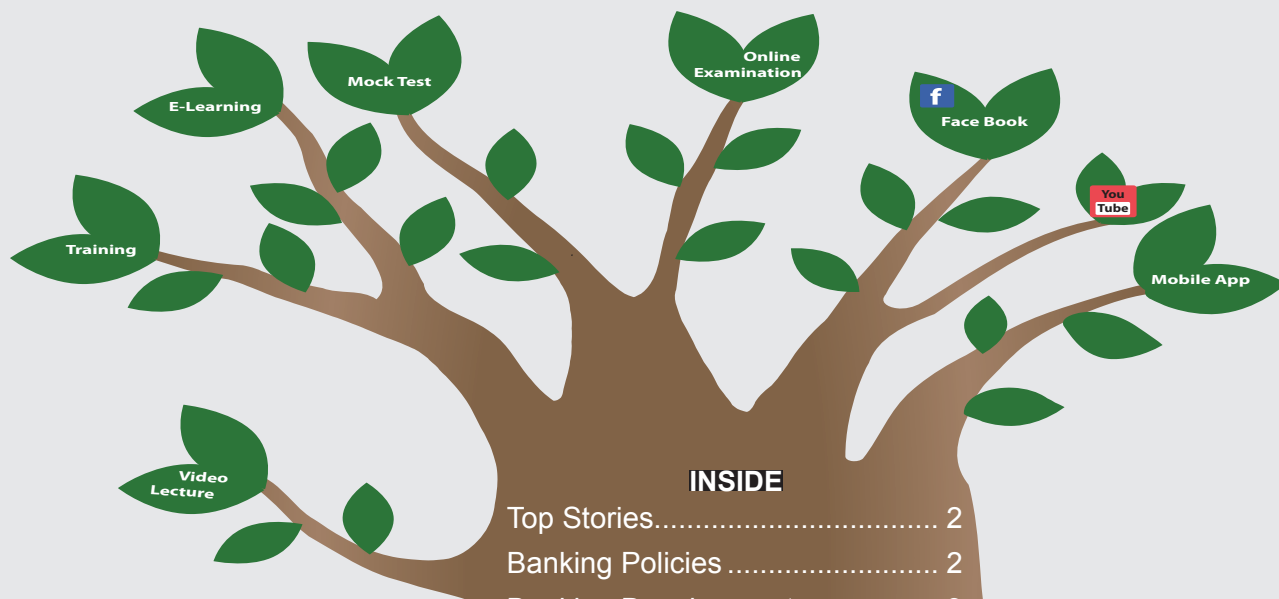 Online
Examination
Mock Test
E-Learning
f
Face Book
You
Tube
Training
Mobile App
Video
Lecture
INSIDE
Top Stories................................... 2
Banking Policies .......................... 2